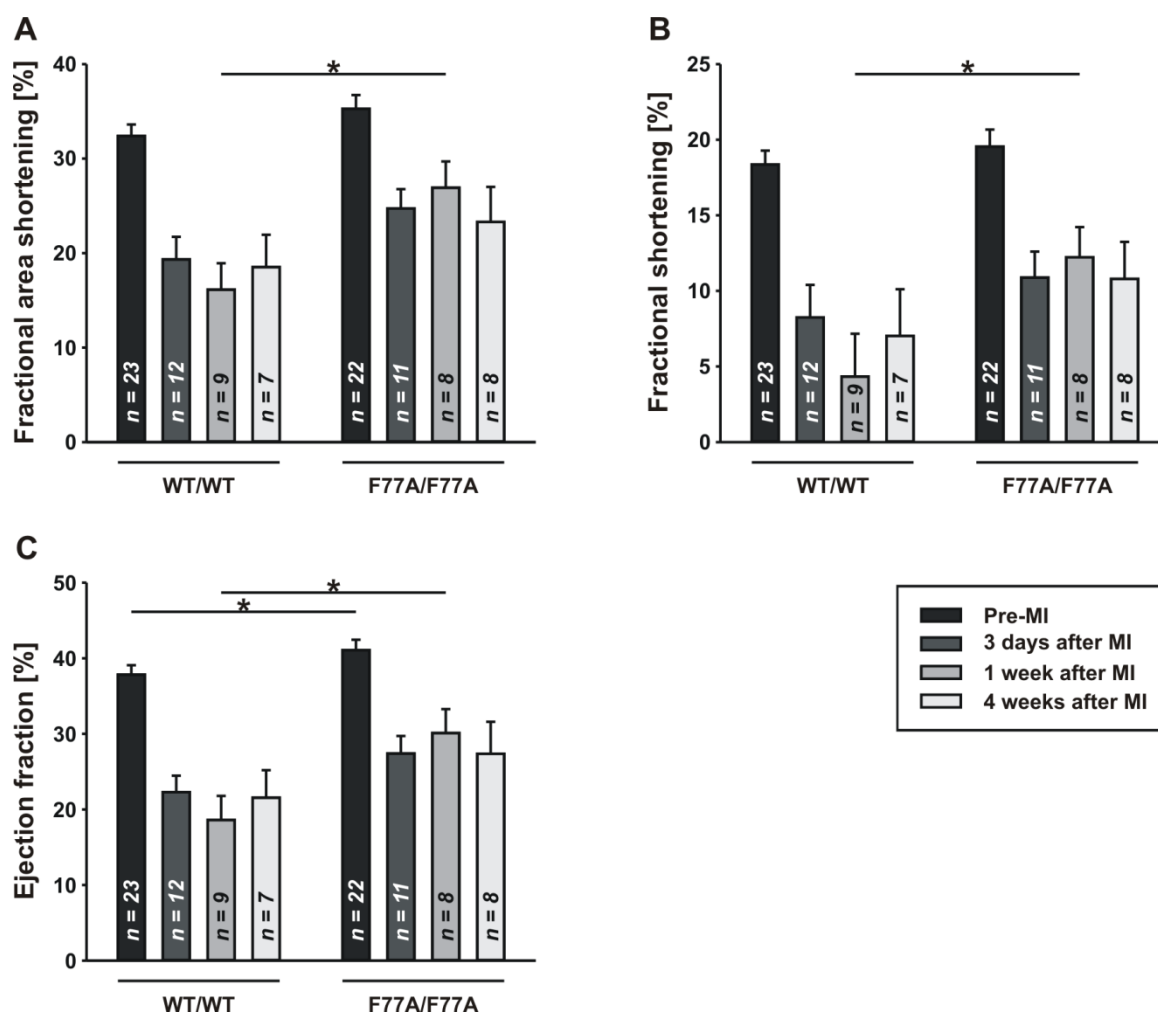 A
Fractional area shortening [%]
40
30
20
10
0
*
n = 23
n = 12
n = 9
n = 7
n = 22
n = 11
n = 8
n = 8
WT/WT
F77A/F77A
B
Fractional shortening [%]
25
20
15
10
5
0
*
n = 23
n = 12
n = 9
n = 7
n = 22
n = 11
n = 8
n = 8
WT/WT
F77A/F77A
C
Ejection fraction [%]
50
40
30
20
10
0
*
*
n = 23
n = 12
n = 9
n = 7
n = 22
n = 11
n = 8
n = 8
WT/WT
F77A/F77A
Pre-MI
3 days after MI
1 week after MI
4 weeks after MI